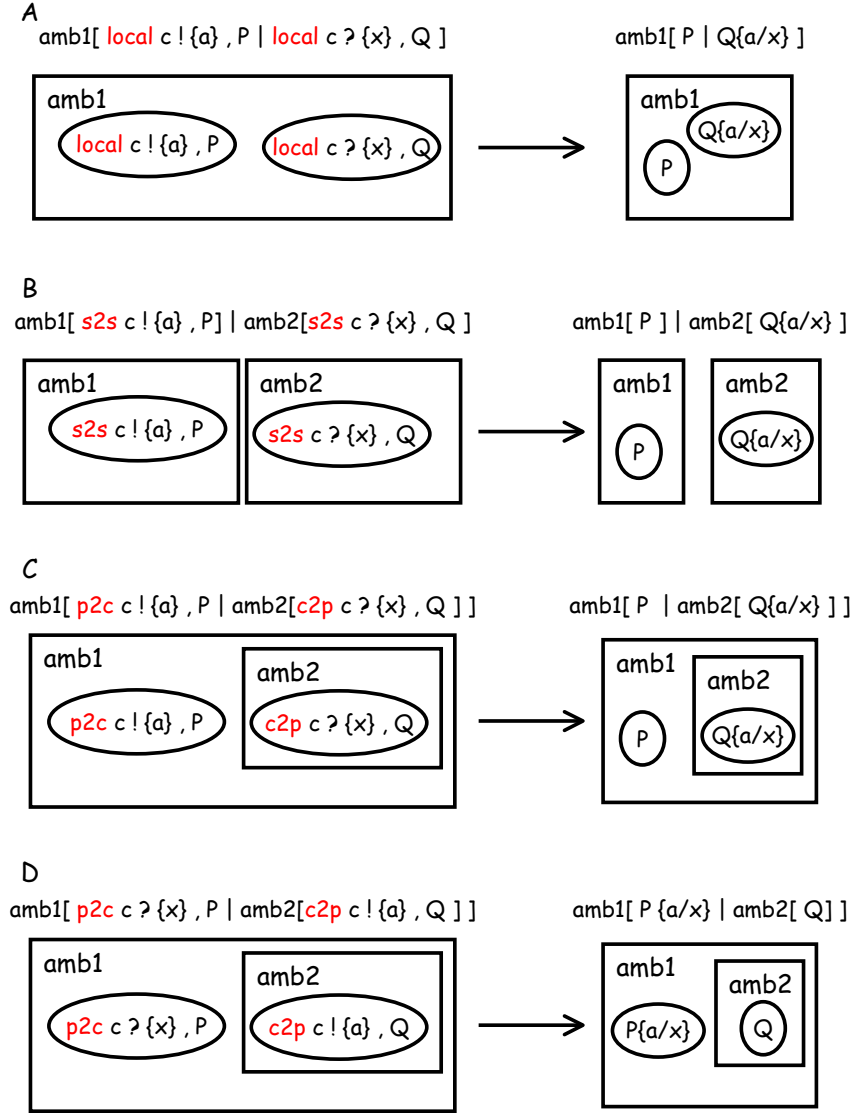 A
amb1[ local c ! {a} , P | local c ? {x} , Q ]
amb1[ P | Q{a/x} ]
amb1
local c ! {a} , P
local c ? {x} , Q
amb1
Q{a/x}
P
B
amb1[ s2s c ! {a} , P] | amb2[s2s c ? {x} , Q ]
amb1[ P ] | amb2[ Q{a/x} ]
amb1
s2s c ! {a} , P
amb2
s2s c ? {x} , Q
amb1
P
amb2
Q{a/x}
C
amb1[ p2c c ! {a} , P | amb2[c2p c ? {x} , Q ] ]
amb1[ P | amb2[ Q{a/x} ] ]
amb1
p2c c ! {a} , P
amb2
c2p c ? {x} , Q
amb1
P
amb2
Q{a/x}
D
amb1[ p2c c ? {x} , P | amb2[c2p c ! {a} , Q ] ]
amb1[ P {a/x} | amb2[ Q] ]
amb1
p2c c ? {x} , P
amb2
c2p c ! {a} , Q
amb1
P{a/x}
amb2
Q